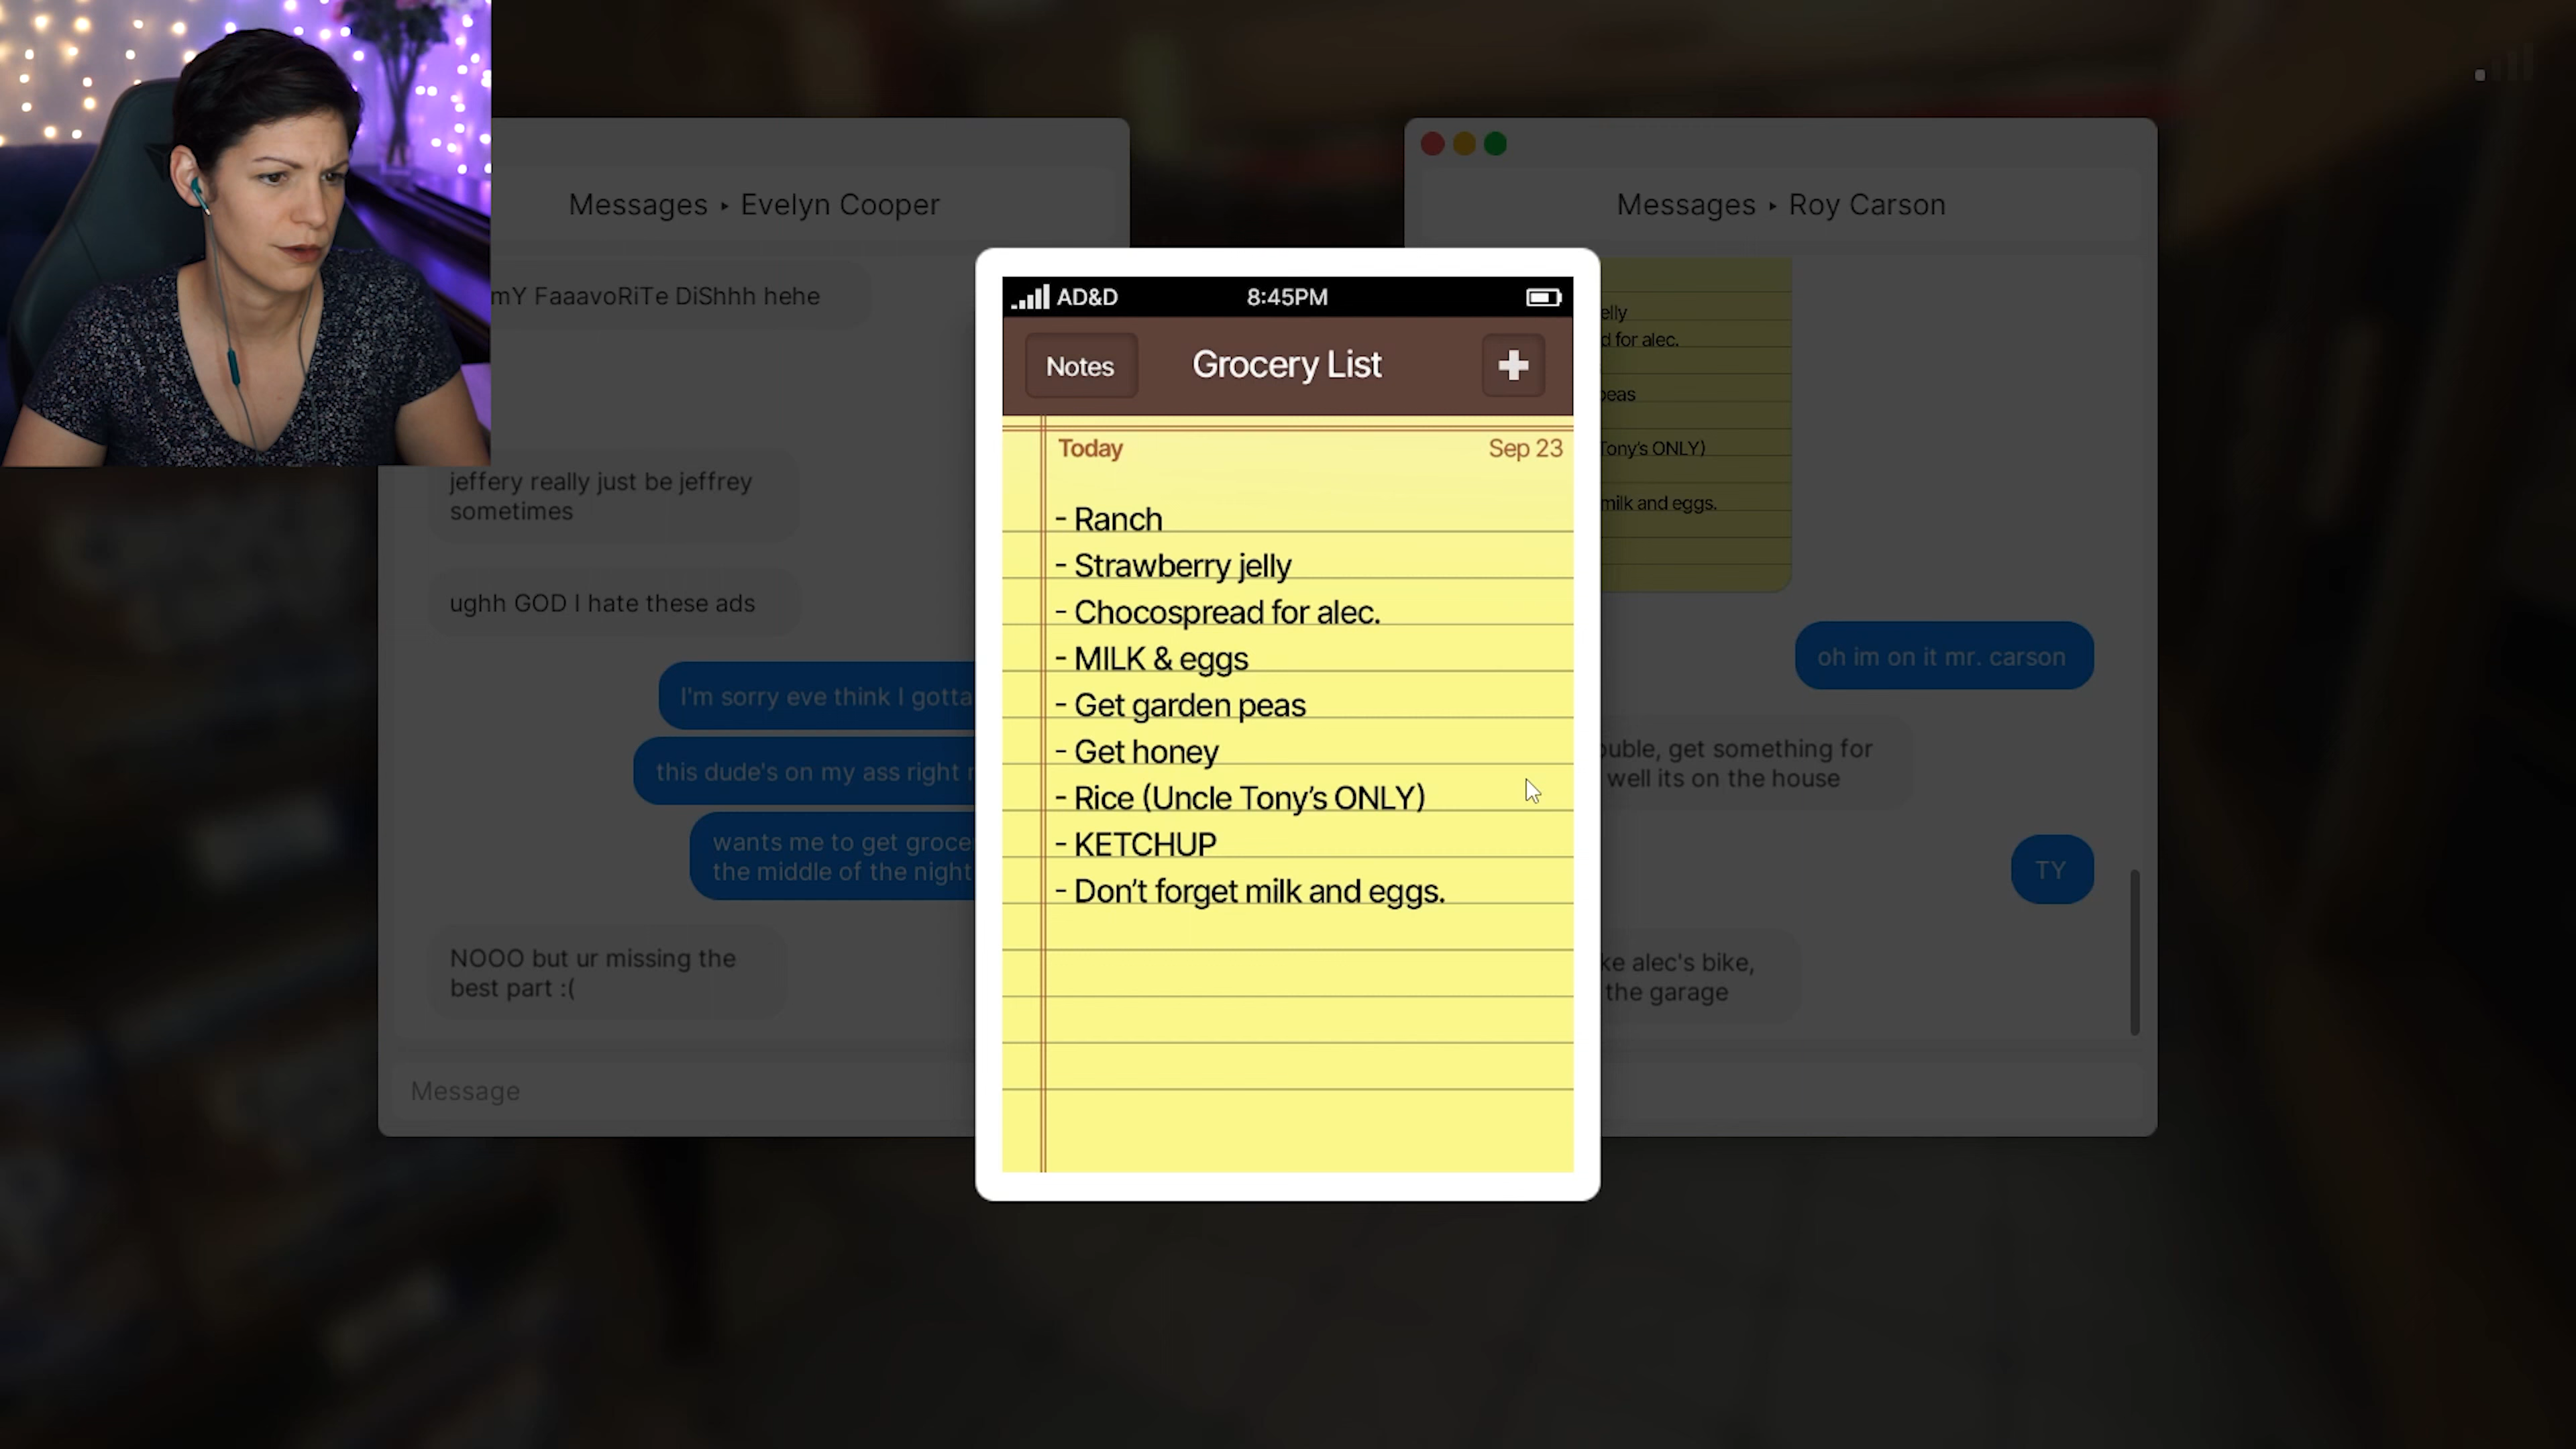 Messages ▸ Evelyn Cooper
mY FaaavoRiTe DiShhh hehe
jeffery really just be jeffrey
sometimes
ughh GOD I hate these ads
I'm sorry eve think I gotta
this dude's on my ass right
wants me to get groce
the middle of the night
NOOO but ur missing the
best part :(
Message
AD&D 8:45PM
Notes Grocery List
Today Sep 23
- Ranch
- Strawberry jelly
- Chocospread for alec.
- MILK & eggs
- Get garden peas
- Get honey
- Rice (Uncle Tony's ONLY)
- KETCHUP
- Don't forget milk and eggs.
Messages ▸ Roy Carson
elly
d for alec.
peas
Tony's ONLY)
milk and eggs.
oh im on it mr. carson
ouble, get something for
well its on the house
TY
ke alec's bike,
the garage